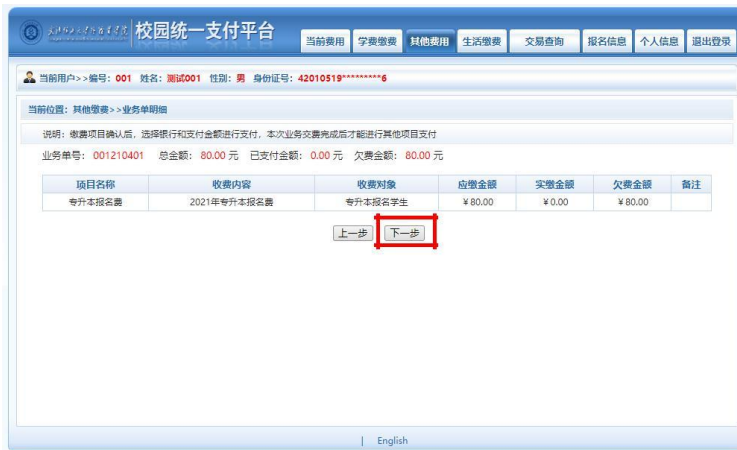 校园统一支付平台
当前费用 学费缴费 其他费用 生活缴费 交易查询 报名信息 个人信息 退出登录
当前用户>>编号：001 姓名：测试001 性别：男 身份证号：42010519*********6
当前位置：其他缴费>>业务单明细
说明：缴费项目确认后，选择银行和支付金额进行支付，本次业务交费完成后才能进行其他项目支付
业务单号：001210401 总金额：80.00 元 已支付金额：0.00 元 欠费金额：80.00 元
项目名称 收费内容 收费对象 应缴金额 实缴金额 欠费金额 备注
专升本报名费 2021年专升本报名费 专升本报名学生 ¥80.00 ¥0.00 ¥80.00
上一步 下一步
| English